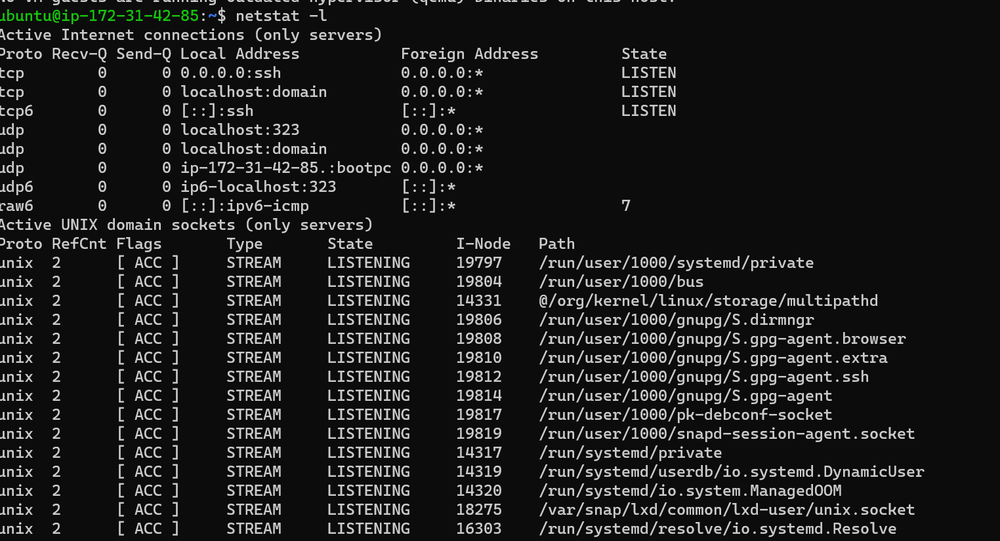 No VM guests are running outdated hypervisor (qemu) binaries on this host.
ubuntu@ip-172-31-42-85:~$ netstat -l
Active Internet connections (only servers)
Proto Recv-Q Send-Q Local Address           Foreign Address         State
tcp        0      0 0.0.0.0:ssh             0.0.0.0:*               LISTEN
tcp        0      0 localhost:domain        0.0.0.0:*               LISTEN
tcp6       0      0 [::]:ssh                [::]:*                  LISTEN
udp        0      0 localhost:323           0.0.0.0:*
udp        0      0 localhost:domain        0.0.0.0:*
udp        0      0 ip-172-31-42-85.:bootpc 0.0.0.0:*
udp6       0      0 ip6-localhost:323       [::]:*
raw6       0      0 [::]:ipv6-icmp          [::]:*                  7
Active UNIX domain sockets (only servers)
Proto RefCnt Flags       Type       State         I-Node   Path
unix  2      [ ACC ]     STREAM     LISTENING     19797    /run/user/1000/systemd/private
unix  2      [ ACC ]     STREAM     LISTENING     19804    /run/user/1000/bus
unix  2      [ ACC ]     STREAM     LISTENING     14331    @/org/kernel/linux/storage/multipathd
unix  2      [ ACC ]     STREAM     LISTENING     19806    /run/user/1000/gnupg/S.dirmngr
unix  2      [ ACC ]     STREAM     LISTENING     19808    /run/user/1000/gnupg/S.gpg-agent.browser
unix  2      [ ACC ]     STREAM     LISTENING     19810    /run/user/1000/gnupg/S.gpg-agent.extra
unix  2      [ ACC ]     STREAM     LISTENING     19812    /run/user/1000/gnupg/S.gpg-agent.ssh
unix  2      [ ACC ]     STREAM     LISTENING     19814    /run/user/1000/gnupg/S.gpg-agent
unix  2      [ ACC ]     STREAM     LISTENING     19817    /run/user/1000/pk-debconf-socket
unix  2      [ ACC ]     STREAM     LISTENING     19819    /run/user/1000/snapd-session-agent.socket
unix  2      [ ACC ]     STREAM     LISTENING     14317    /run/systemd/private
unix  2      [ ACC ]     STREAM     LISTENING     14319    /run/systemd/userdb/io.systemd.DynamicUser
unix  2      [ ACC ]     STREAM     LISTENING     14320    /run/systemd/io.system.ManagedOOM
unix  2      [ ACC ]     STREAM     LISTENING     18275    /var/snap/lxd/common/lxd-user/unix.socket
unix  2      [ ACC ]     STREAM     LISTENING     16303    /run/systemd/resolve/io.systemd.Resolve